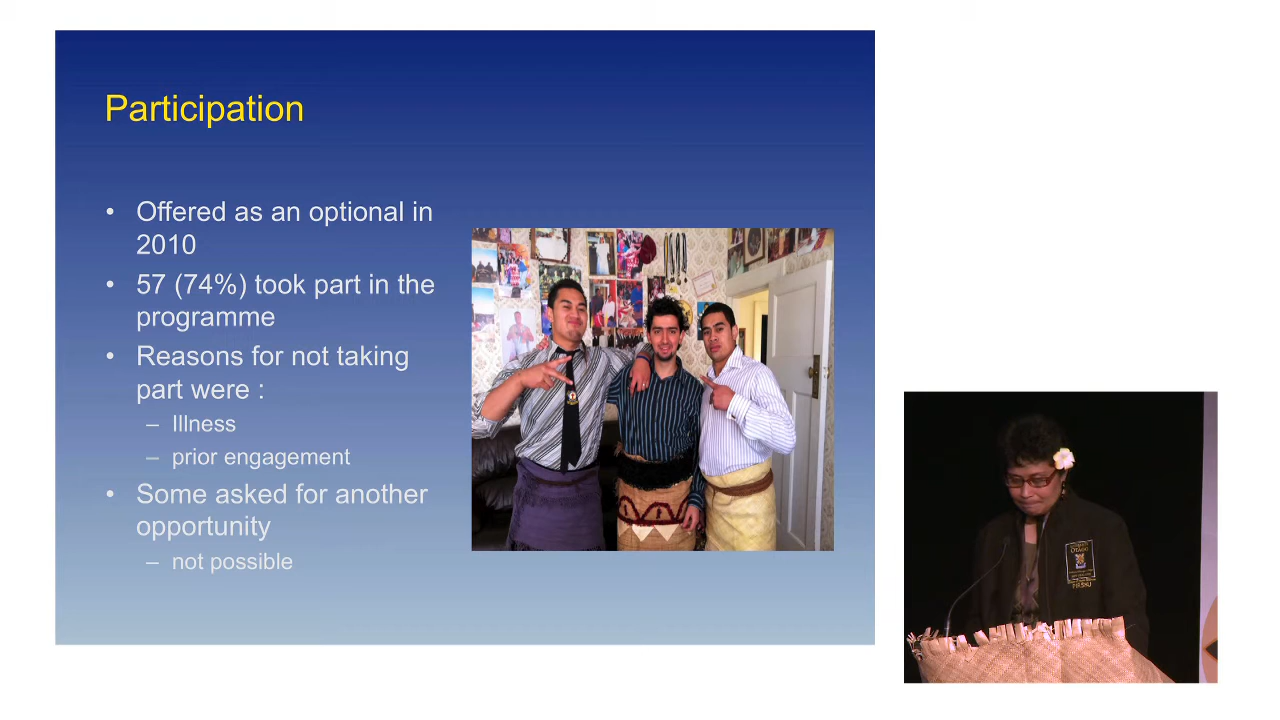 Participation
• Offered as an optional in
2010
• 57 (74%) took part in the
programme
• Reasons for not taking
part were :
– Illness
– prior engagement
• Some asked for another
opportunity
– not possible
OTAGO